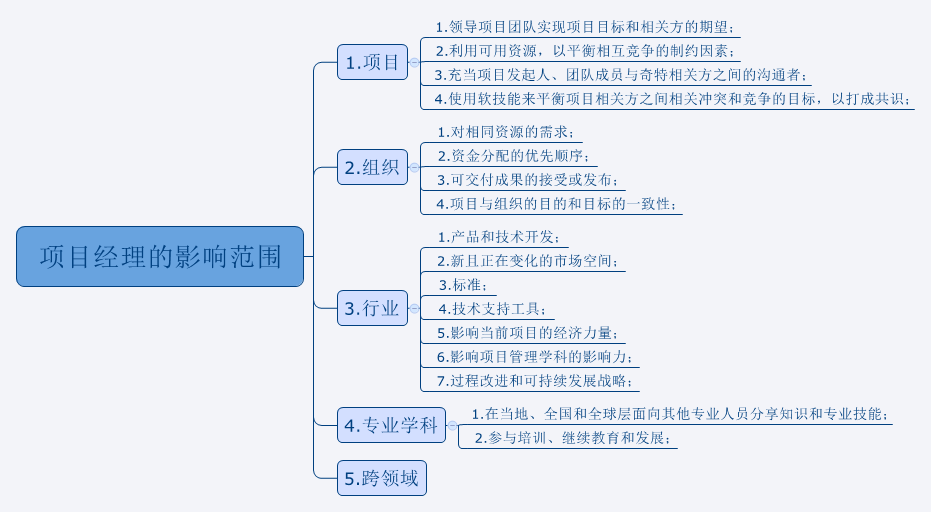 项目经理的影响范围
1.项目
1.领导项目团队实现项目目标和相关方的期望；
2.利用可用资源，以平衡相互竞争的制约因素；
3.充当项目发起人、团队成员与奇特相关方之间的沟通者；
4.使用软技能来平衡项目相关方之间相关冲突和竞争的目标，以打成共识；
2.组织
1.对相同资源的需求；
2.资金分配的优先顺序；
3.可交付成果的接受或发布；
4.项目与组织的目的和目标的一致性；
3.行业
1.产品和技术开发；
2.新且正在变化的市场空间；
3.标准；
4.技术支持工具；
5.影响当前项目的经济力量；
6.影响项目管理学科的影响力；
7.过程改进和可持续发展战略；
4.专业学科
1.在当地、全国和全球层面向其他专业人员分享知识和专业技能；
2.参与培训、继续教育和发展；
5.跨领域